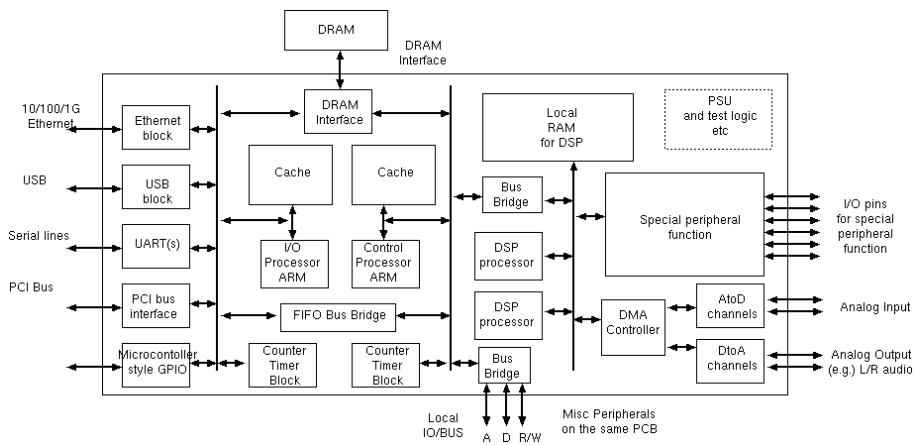 DRAM
DRAM
Interface
10/100/1G
Ethernet
Ethernet
block
DRAM
Interface
Local
RAM
for DSP
PSU
and test logic
etc
USB
USB
block
Cache
Cache
Bus
Bridge
Special peripheral
function
I/O pins
for special
peripheral
function
Serial lines
UART(s)
I/O
Processor
ARM
Control
Processor
ARM
DSP
processor
PCI Bus
PCI bus
interface
FIFO Bus Bridge
DSP
processor
DMA
Controller
AtoD
channels
Analog Input
Microcontoller
style GPIO
Counter
Timer
Block
Counter
Timer
Block
Bus
Bridge
DtoA
channels
Analog Output
(e.g.) L/R audio
Local
IO/BUS
A D R/W
Misc Peripherals
on the same PCB